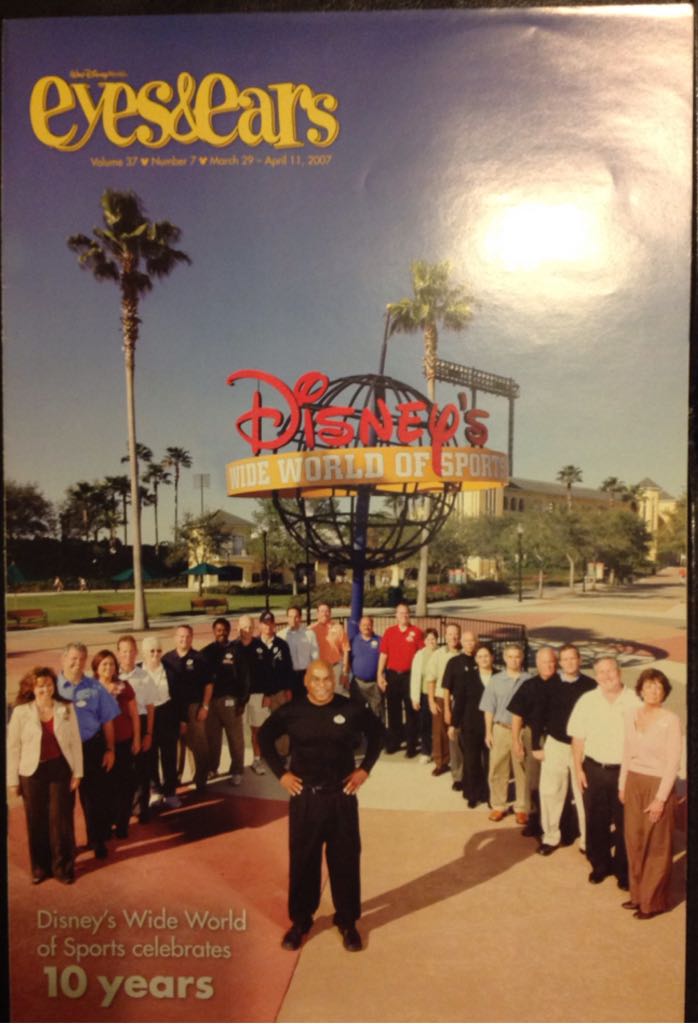 Walt Disney World
eyes&ears
Volume 37 Number 7 March 29 - April 11, 2007
Disney's
WIDE WORLD OF SPORTS
Disney's Wide World
of Sports celebrates
10 years